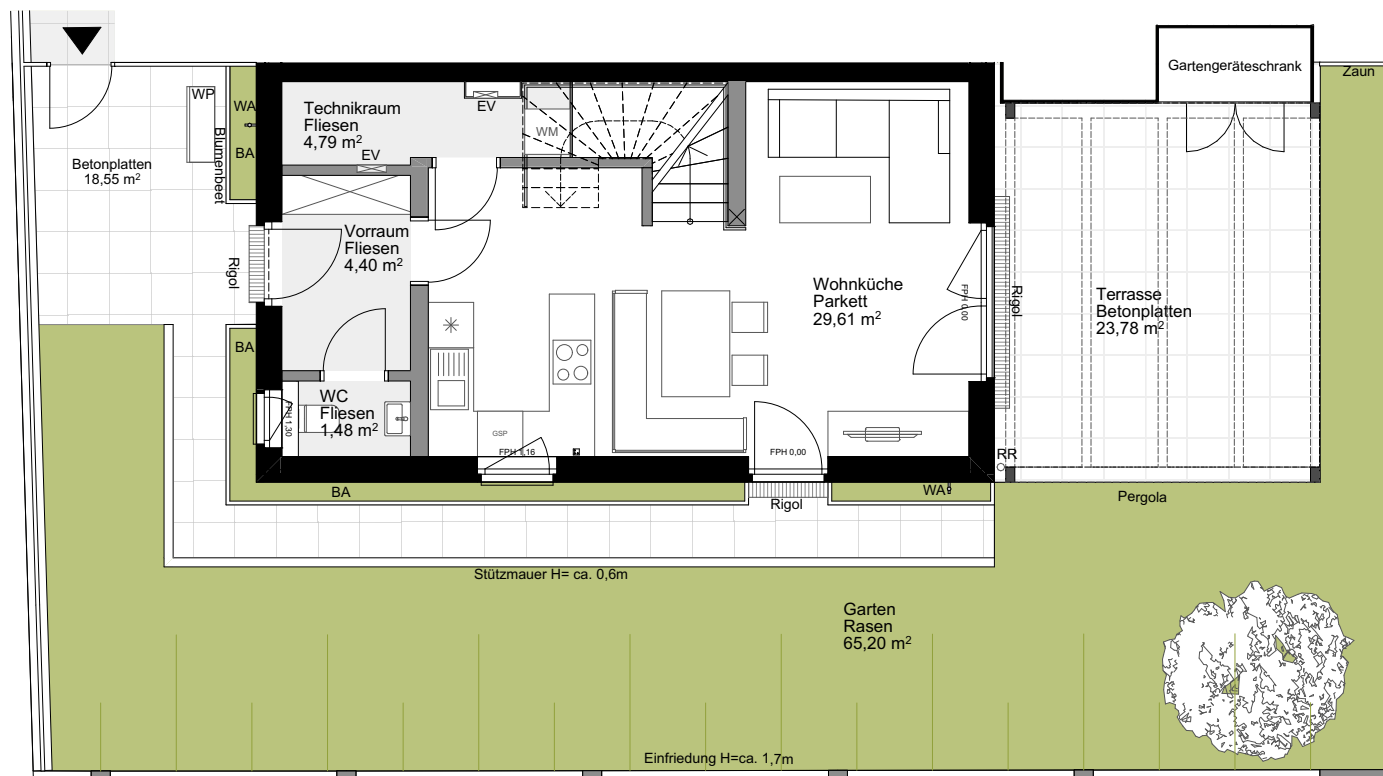 Gartengeräteschrank
Zaun
WP
WA
BA
Blumenbeet
Betonplatten
18,55 m²
Technikraum
Fliesen
4,79 m²
EV
EV
WM
Vorraum
Fliesen
4,40 m²
Rigol
BA
WC
Fliesen
1,48 m²
FPH 1,30
GSP
FPH 1,16
FPH 0,00
Wohnküche
Parkett
29,61 m²
FPH 0,00
Rigol
Terrasse
Betonplatten
23,78 m²
RR
Pergola
BA
Rigol
WA
Stützmauer H= ca. 0,6m
Garten
Rasen
65,20 m²
Einfriedung H=ca. 1,7m